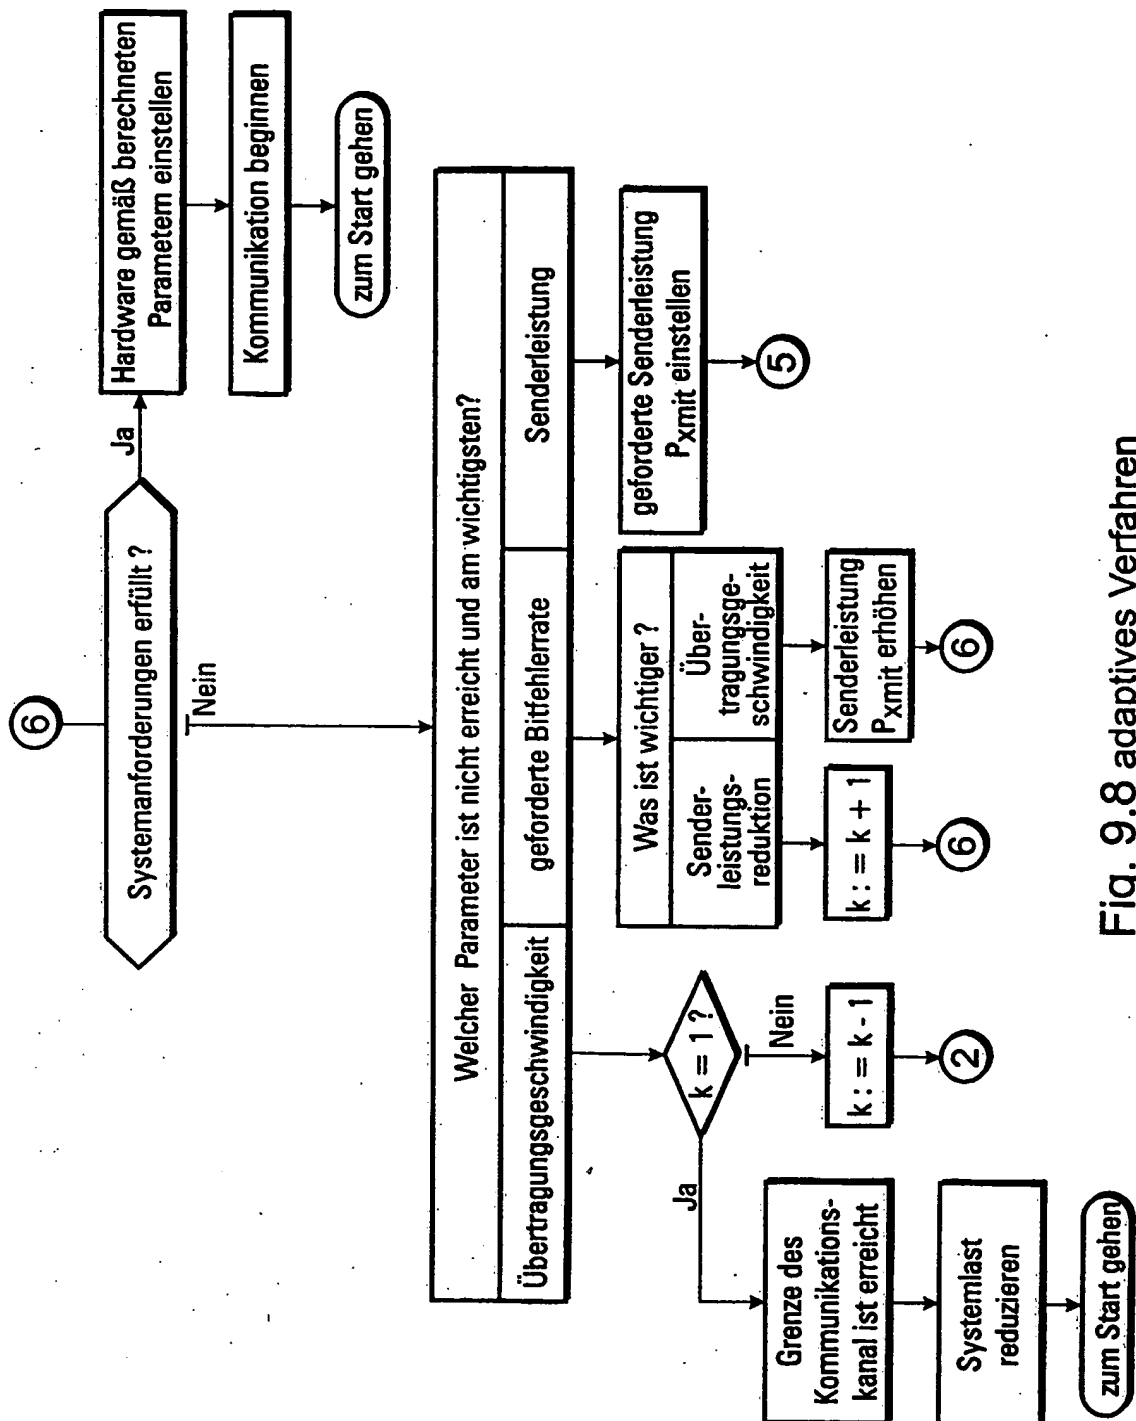 6
Systemanforderungen erfüllt ?
Ja
Hardware gemäß berechneten
Parametern einstellen
Kommunikation beginnen
zum Start gehen
Nein
Welcher Parameter ist nicht erreicht und am wichtigsten?
Übertragungsgeschwindigkeit
geforderte Bitfehlerrate
Senderleistung
k = 1 ?
Ja
Grenze des
Kommunikations-
kanal ist erreicht
Systemlast
reduzieren
zum Start gehen
Nein
k : = k - 1
2
Was ist wichtiger ?
Sender-
leistungs-
reduktion
Über-
tragungsge-
schwindigkeit
k : = k + 1
6
Senderleistung
Pxmit erhöhen
6
geforderte Senderleistung
Pxmit einstellen
5
Fig. 9.8 adaptives Verfahren